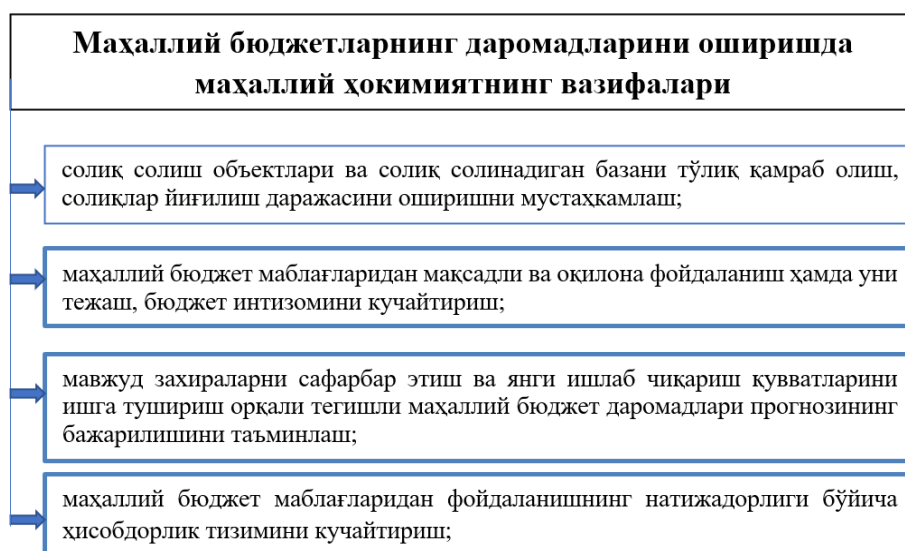 Маҳаллий бюджетларнинг даромадларини оширишда
маҳаллий ҳокимиятнинг вазифалари
солиқ солиш объектлари ва солиқ солинадиган базани тўлиқ қамраб олиш,
солиқлар йиғилиш даражасини оширишни мустаҳкамлаш;
маҳаллий бюджет маблағларидан мақсадли ва оқилона фойдаланиш ҳамда уни
тежаш, бюджет интизомини кучайтириш;
мавжуд захираларни сафарбар этиш ва янги ишлаб чиқариш қувватларини
ишга тушириш орқали тегишли маҳаллий бюджет даромадлари прогнозининг
бажарилишини таъминлаш;
маҳаллий бюджет маблағларидан фойдаланишнинг натижадорлиги бўйича
ҳисобдорлик тизимини кучайтириш;